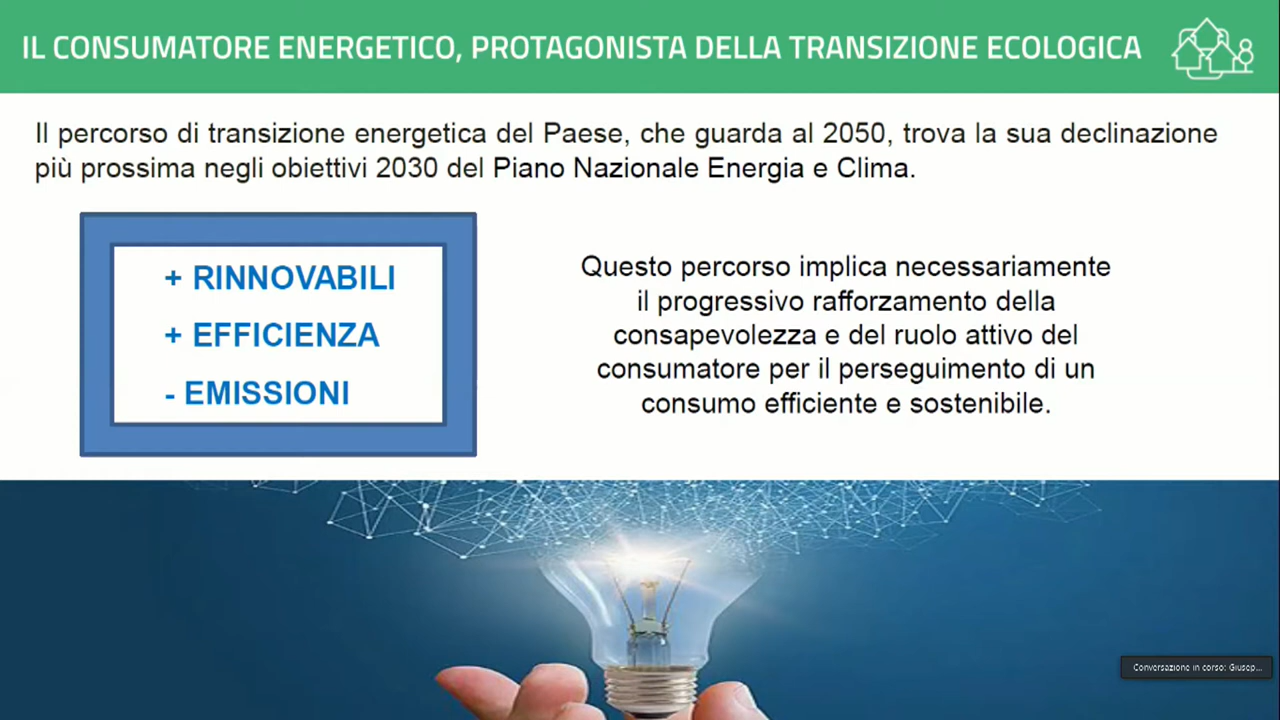 IL CONSUMATORE ENERGETICO, PROTAGONISTA DELLA TRANSIZIONE ECOLOGICA
Il percorso di transizione energetica del Paese, che guarda al 2050, trova la sua declinazione
più prossima negli obiettivi 2030 del Piano Nazionale Energia e Clima.
+ RINNOVABILI
+ EFFICIENZA
- EMISSIONI
Questo percorso implica necessariamente
il progressivo rafforzamento della
consapevolezza e del ruolo attivo del
consumatore per il perseguimento di un
consumo efficiente e sostenibile.
Conversazione in corso: Giusep...